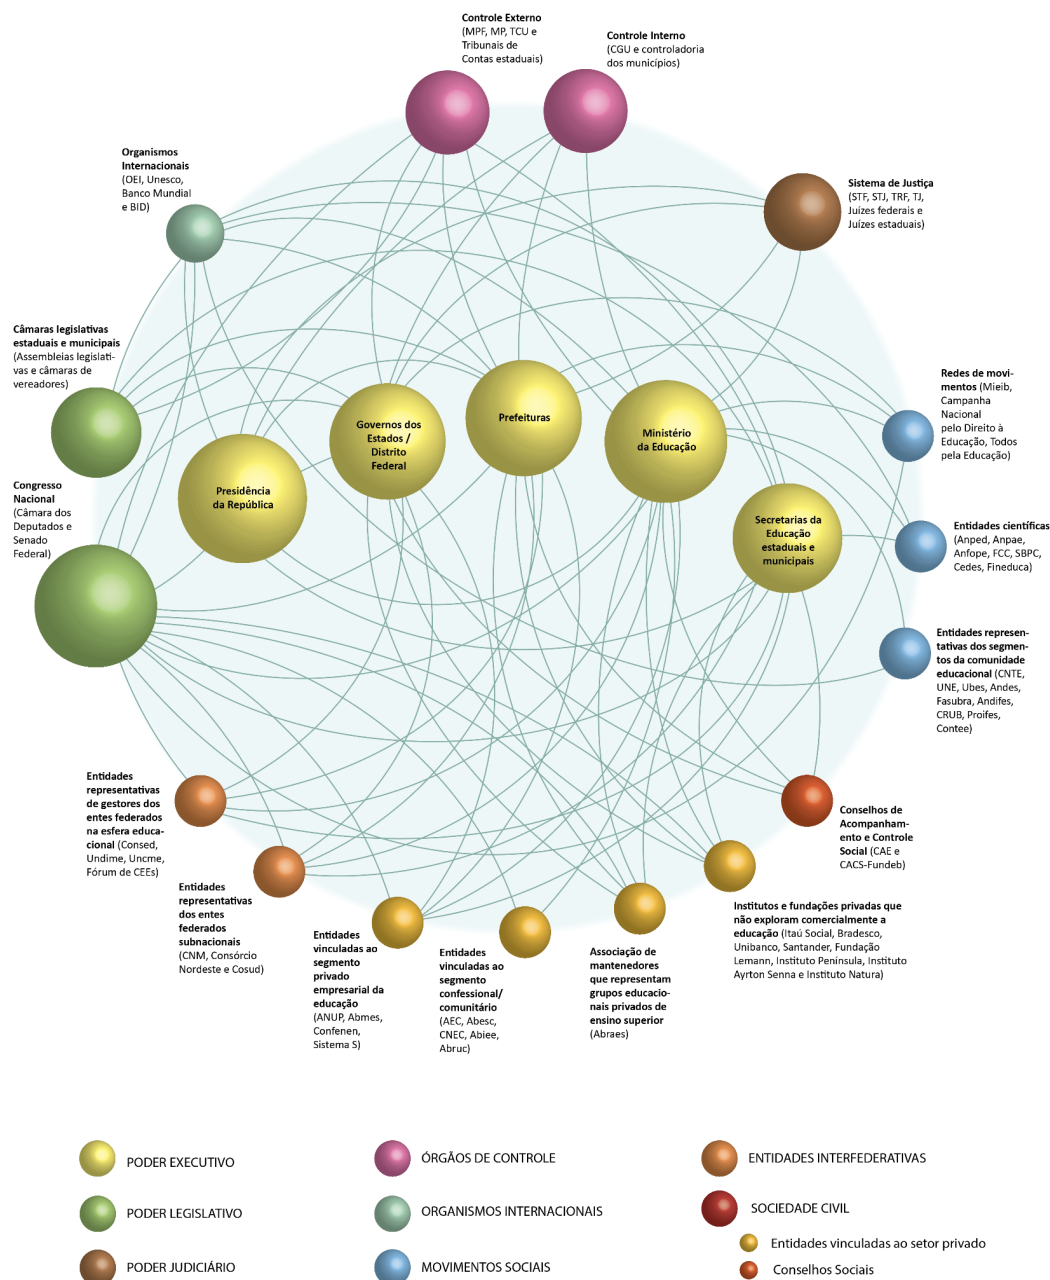 Controle Externo
(MPF, MP, TCU e
Tribunais de
Contas estaduais)
Controle Interno
(CGU e controladoria
dos municípios)
Organismos
Internacionais
(OEI, Unesco,
Banco Mundial
e BID)
Sistema de Justiça
(STF, STJ, TRF, TJ,
Juízes federais e
Juízes estaduais)
Câmaras legislativas
estaduais e municipais
(Assembleias legislati-
vas e câmaras de
vereadores)
Redes de movi-
mentos (Mieib,
Campanha
Nacional
pelo Direito à
Educação, Todos
pela Educação)
Governos dos
Estados /
Distrito
Federal
Prefeituras
Ministério
da Educação
Congresso
Nacional
(Câmara dos
Deputados e
Senado
Federal)
Presidência
da República
Secretarias da
Educação
estaduais e
municipais
Entidades científicas
(Anped, Anpae,
Anfope, FCC, SBPC,
Cedes, Fineduca)
Entidades represen-
tativas dos segmen-
tos da comunidade
educacional (CNTE,
UNE, Ubes, Andes,
Fasubra, Andifes,
CRUB, Proifes,
Contee)
Entidades
representativas
de gestores dos
entes federados
na esfera educa-
cional (Consed,
Undime, Uncme,
Fórum de CEEs)
Conselhos de
Acompanham-
ento e Controle
Social (CAE e
CACS-Fundeb)
Entidades
representativas
dos entes
federados
subnacionais
(CNM, Consórcio
Nordeste e Cosud)
Entidades
vinculadas ao
segmento
privado
empresarial da
educação
(ANUP, Abmes,
Confenen,
Sistema S)
Entidades
vinculadas ao
segmento
confessional/
comunitário
(AEC, Abesc,
CNEC, Abiee,
Abruc)
Associação de
mantenedores
que representam
grupos educacio-
nais privados de
ensino superior
(Abraes)
Institutos e fundações privadas que
não exploram comercialmente a
educação (Itaú Social, Bradesco,
Unibanco, Santander, Fundação
Lemann, Instituto Península, Instituto
Ayrton Senna e Instituto Natura)
PODER EXECUTIVO
PODER LEGISLATIVO
PODER JUDICIÁRIO
ÓRGÃOS DE CONTROLE
ORGANISMOS INTERNACIONAIS
MOVIMENTOS SOCIAIS
ENTIDADES INTERFEDERATIVAS
SOCIEDADE CIVIL
Entidades vinculadas ao setor privado
Conselhos Sociais